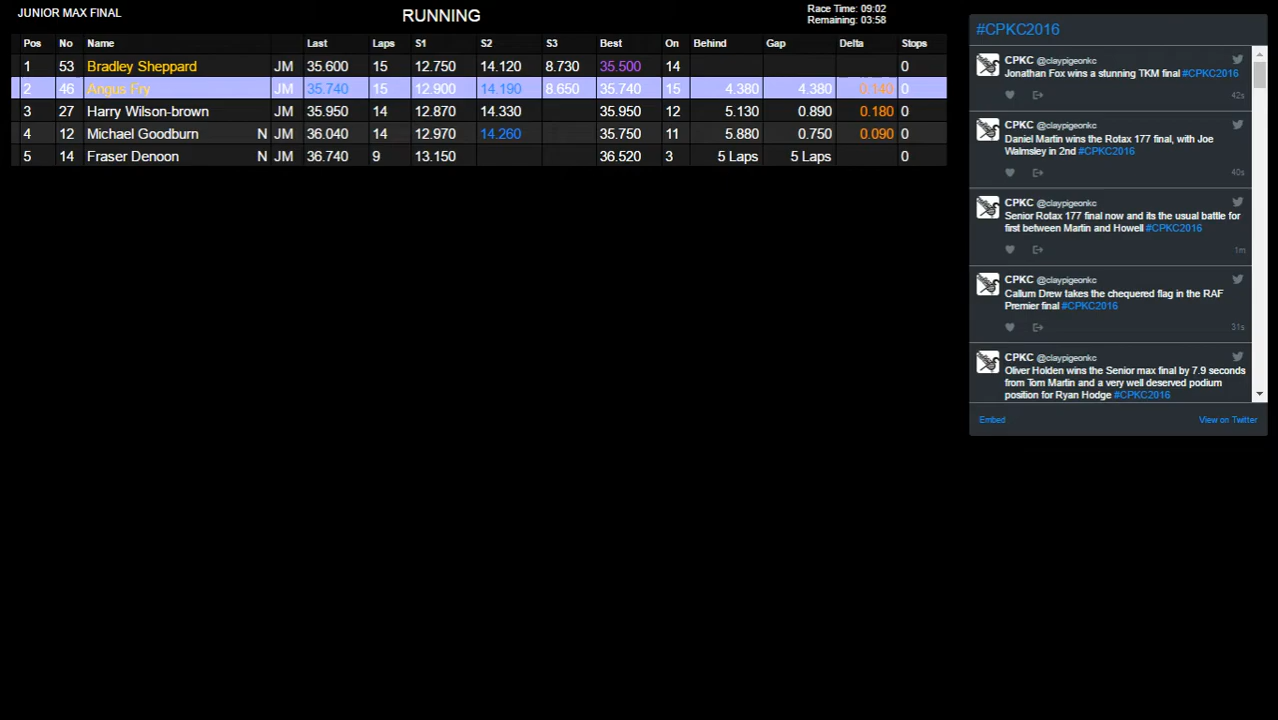 JUNIOR MAX FINAL
RUNNING
Race Time: 09:02
Remaining: 03:58
Pos No Name Last Laps S1 S2 S3 Best On Behind Gap Delta Stops
1 53 Bradley Sheppard JM 35.600 15 12.750 14.120 8.730 35.500 14 0
2 46 Angus Fry JM 35.740 15 12.900 14.190 8.650 35.740 15 4.380 4.380 0.140 0
3 27 Harry Wilson-brown JM 35.950 14 12.870 14.330 35.950 12 5.130 0.890 0.180 0
4 12 Michael Goodburn N JM 36.040 14 12.970 14.260 35.750 11 5.880 0.750 0.090 0
5 14 Fraser Denoon N JM 36.740 9 13.150 36.520 3 5 Laps 5 Laps 0
#CPKC2016
CPKC @claypigeonkc
Jonathan Fox wins a stunning TKM final #CPKC2016
42s
CPKC @claypigeonkc
Daniel Martin wins the Rotax 177 final, with Joe
Walmsley in 2nd #CPKC2016
40s
CPKC @claypigeonkc
Senior Rotax 177 final now and its the usual battle for
first between Martin and Howell #CPKC2016
1m
CPKC @claypigeonkc
Callum Drew takes the chequered flag in the RAF
Premier final #CPKC2016
31s
CPKC @claypigeonkc
Oliver Holden wins the Senior max final by 7.9 seconds
from Tom Martin and a very well deserved podium
position for Ryan Hodge #CPKC2016
Embed View on Twitter